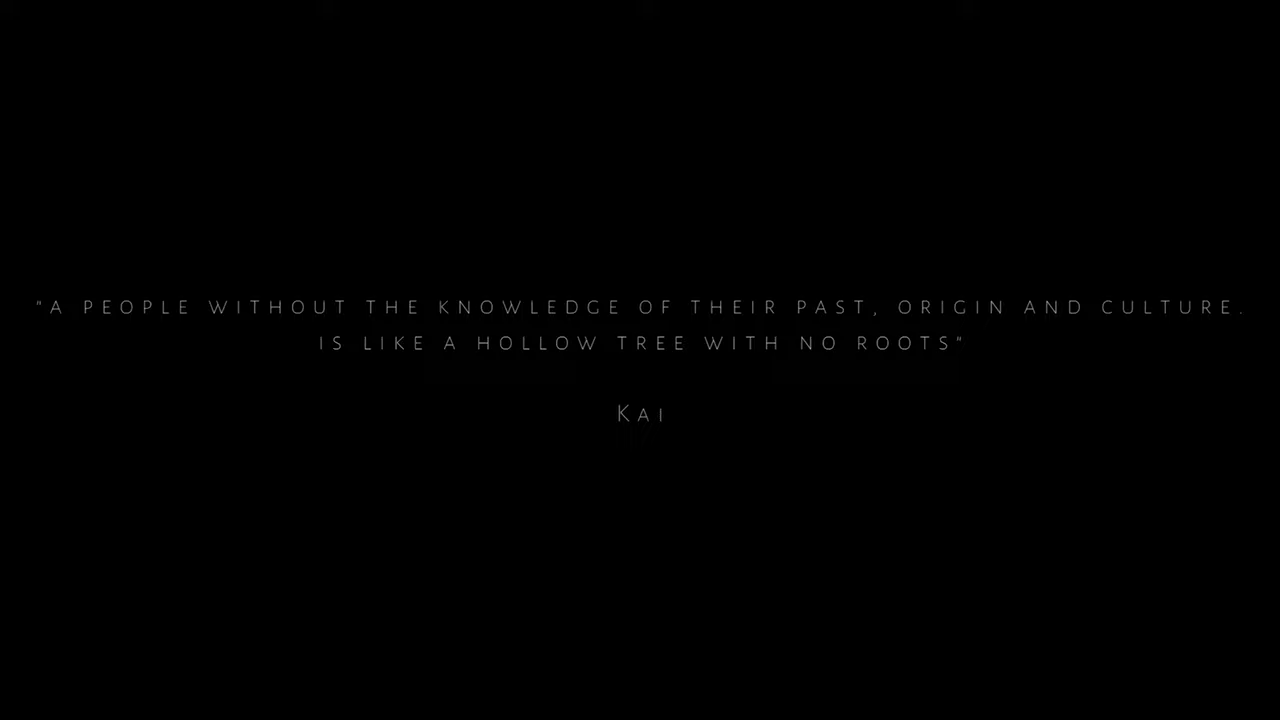 "A PEOPLE WITHOUT THE KNOWLEDGE OF THEIR PAST, ORIGIN AND CULTURE.
IS LIKE A HOLLOW TREE WITH NO ROOTS"
KAI